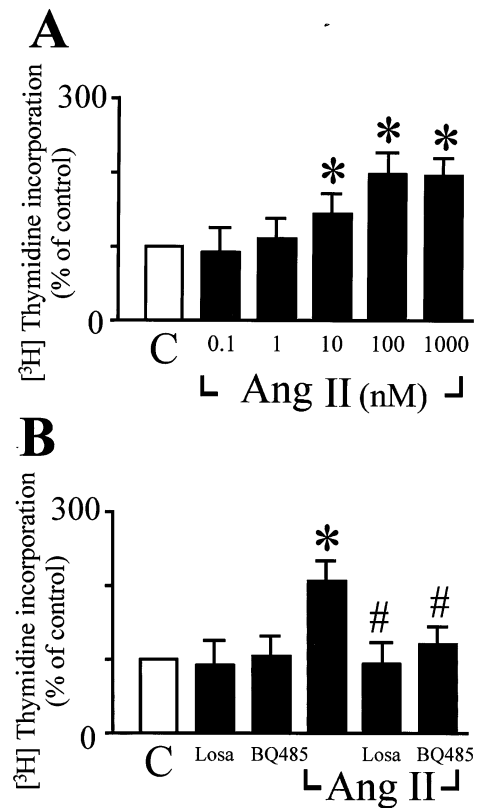 A
[³H] Thymidine incorporation
(% of control)
300
0
* * *
C 0.1 1 10 100 1000
Ang II (nM)
B
[³H] Thymidine incorporation
(% of control)
300
0
* # #
C Losa BQ485 Losa BQ485
Ang II